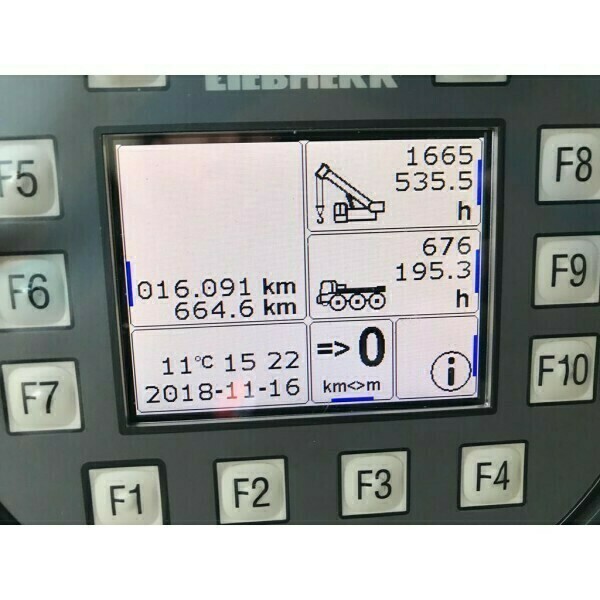 LIEBHERR
F5
F6
F7
016.091 km
664.6 km
1665
535.5
h
676
195.3
h
11°C 15 22
2018-11-16
=> 0
km<>m
i
F8
F9
F10
F1 F2 F3 F4